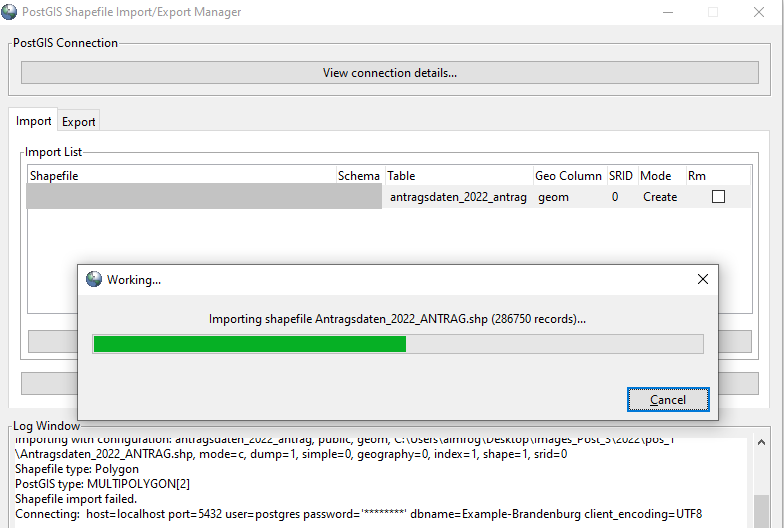 PostGIS Shapefile Import/Export Manager
PostGIS Connection
View connection details...
Import Export
Import List
Shapefile Schema Table Geo Column SRID Mode Rm
antragsdaten_2022_antrag geom 0 Create
Working...
Importing shapefile Antragsdaten_2022_ANTRAG.shp (286750 records)...
Cancel
Log Window
Importing with configuration: antragsdaten_2022_antrag, public, geom, C:\Users\almrog\Desktop\Images_Post_3\2022\pos_1
\Antragsdaten_2022_ANTRAG.shp, mode=c, dump=1, simple=0, geography=0, index=1, shape=1, srid=0
Shapefile type: Polygon
PostGIS type: MULTIPOLYGON[2]
Shapefile import failed.
Connecting: host=localhost port=5432 user=postgres password='********' dbname=Example-Brandenburg client_encoding=UTF8